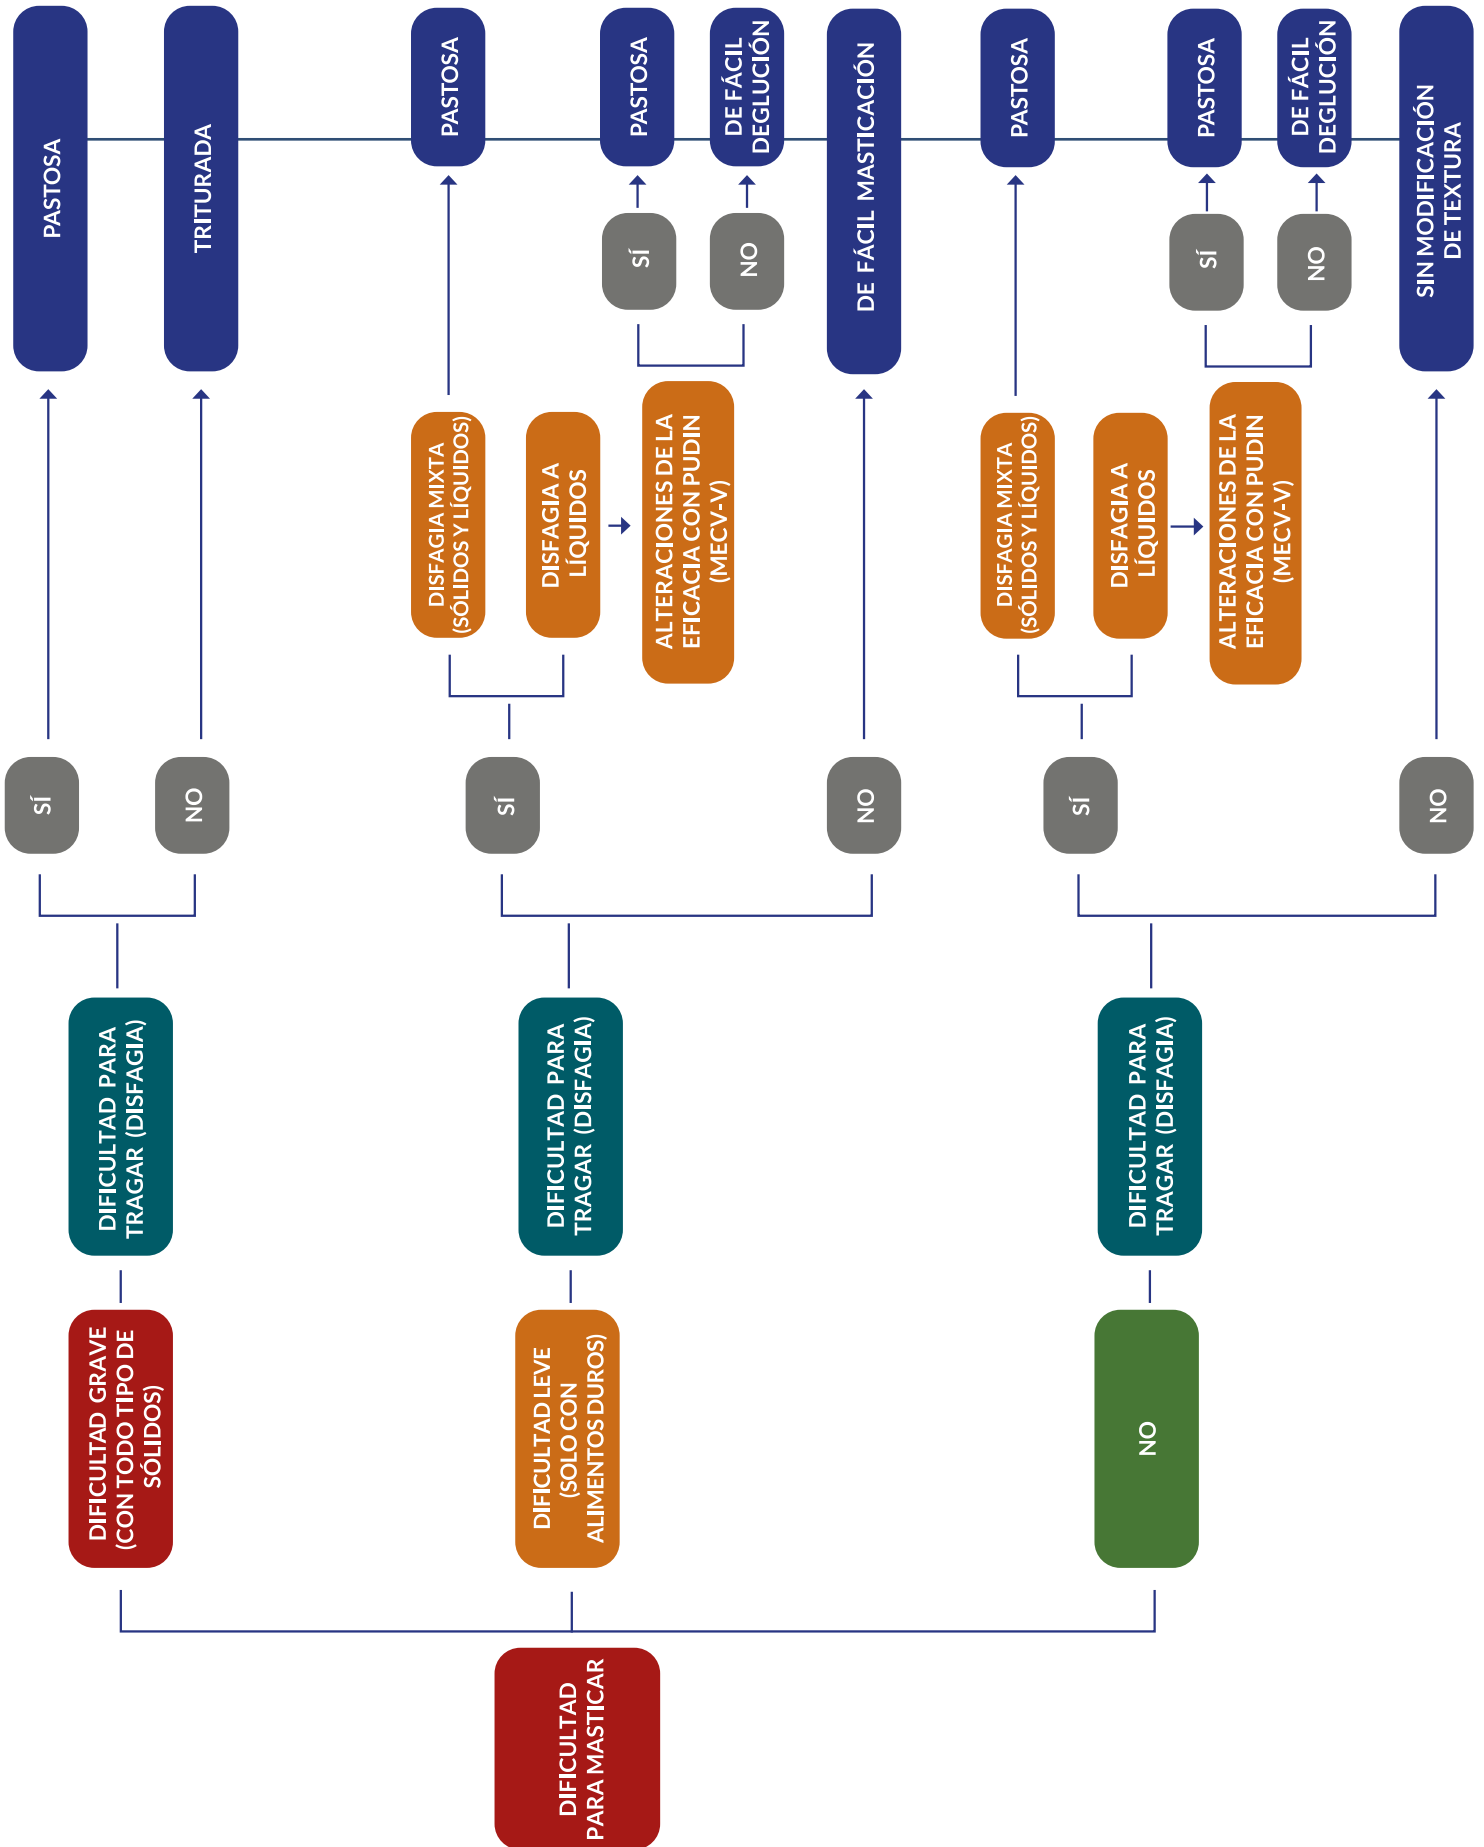 DIFICULTAD
PARA MASTICAR
DIFICULTAD GRAVE
(CON TODO TIPO DE
SÓLIDOS)
DIFICULTAD PARA
TRAGAR (DISFAGIA)
SÍ
PASTOSA
NO
TRITURADA
DIFICULTAD LEVE
(SOLO CON
ALIMENTOS DUROS)
DIFICULTAD PARA
TRAGAR (DISFAGIA)
SÍ
DISFAGIA MIXTA
(SÓLIDOS Y LÍQUIDOS)
PASTOSA
DISFAGIA A
LÍQUIDOS
ALTERACIONES DE LA
EFICACIA CON PUDIN
(MECV-V)
SÍ
PASTOSA
NO
DE FÁCIL
DEGLUCIÓN
NO
DE FÁCIL MASTICACIÓN
NO
DIFICULTAD PARA
TRAGAR (DISFAGIA)
SÍ
DISFAGIA MIXTA
(SÓLIDOS Y LÍQUIDOS)
PASTOSA
DISFAGIA A
LÍQUIDOS
ALTERACIONES DE LA
EFICACIA CON PUDIN
(MECV-V)
SÍ
PASTOSA
NO
DE FÁCIL
DEGLUCIÓN
NO
SIN MODIFICACIÓN
DE TEXTURA